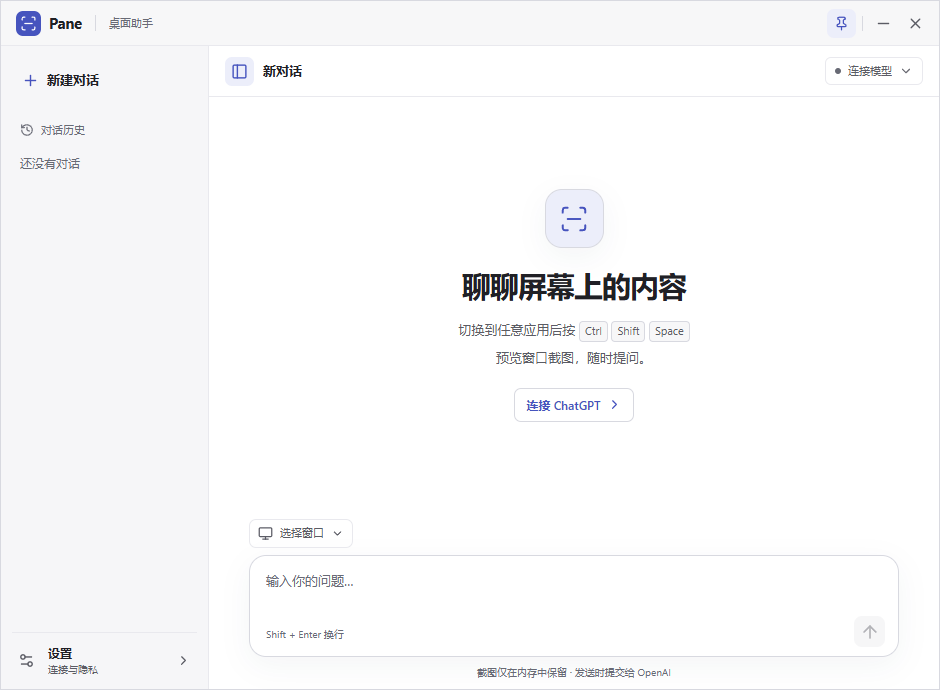 Pane 桌面助手
新建对话
对话历史
还没有对话
新对话
连接模型
聊聊屏幕上的内容
切换到任意应用后按 Ctrl Shift Space
预览窗口截图，随时提问。
连接 ChatGPT
选择窗口
输入你的问题...
Shift + Enter 换行
截图仅在内存中保留 · 发送时提交给 OpenAI
设置
连接与隐私